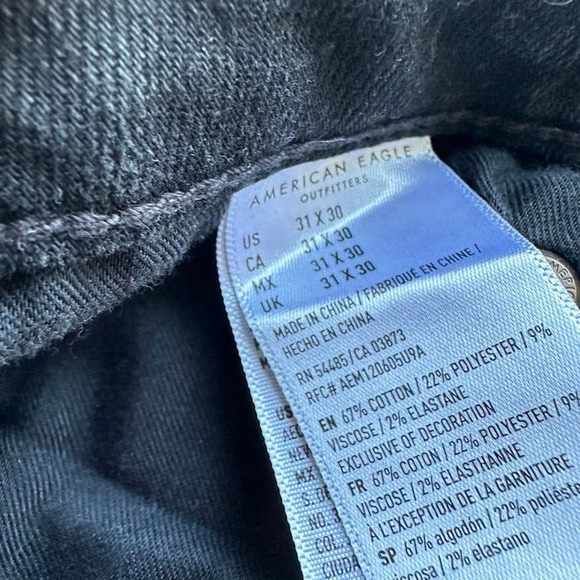 AMERICAN EAGLE
OUTFITTERS
US 31 X 30
CA 31 X 30
MX 31 X 30
UK 31 X 30
MADE IN CHINA / FABRIQUÉ EN CHINE /
HECHO EN CHINA
RN 54485/CA 03873
RFC# AEM120605U9A
EN 67% COTTON / 22% POLYESTER / 9%
VISCOSE / 2% ELASTANE
EXCLUSIVE OF DECORATION
FR 67% COTON / 22% POLYESTER / 9%
VISCOSE / 2% ÉLASTHANNE
À L'EXCEPTION DE LA GARNITURE
SP 67% algodón / 22% poliéste
viscosa / 2% elastano